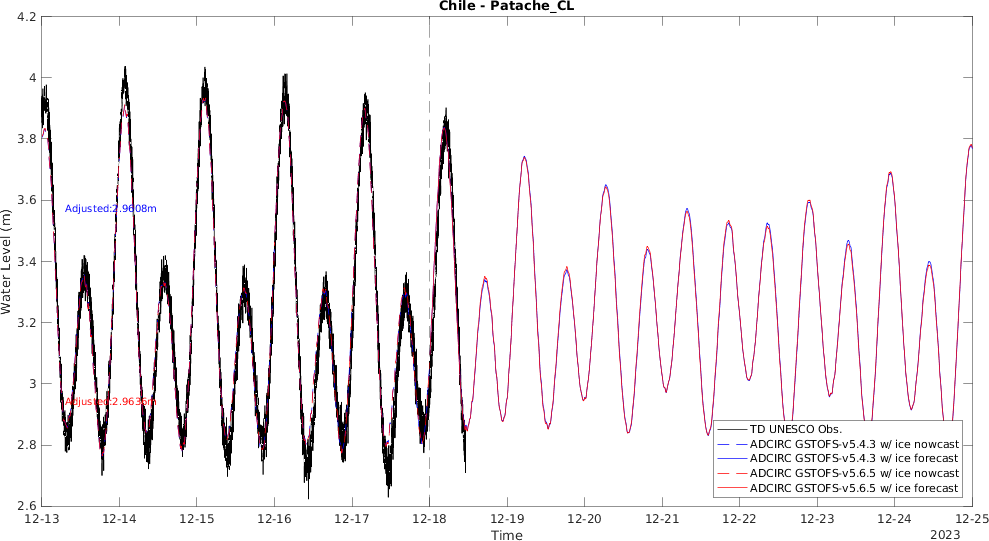 Chile - Patache_CL
Water Level (m)
4.2
4
3.8
3.6
3.4
3.2
3
2.8
2.6
Adjusted:2.9608m
Adjusted:2.9636m
TD UNESCO Obs.
ADCIRC GSTOFS-v5.4.3 w/ ice nowcast
ADCIRC GSTOFS-v5.4.3 w/ ice forecast
ADCIRC GSTOFS-v5.6.5 w/ ice nowcast
ADCIRC GSTOFS-v5.6.5 w/ ice forecast
12-13 12-14 12-15 12-16 12-17 12-18 12-19 12-20 12-21 12-22 12-23 12-24 12-25
Time
2023